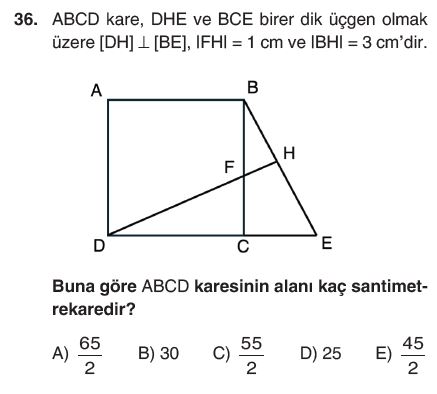 36. ABCD kare, DHE ve BCE birer dik üçgen olmak
üzere [DH] ⊥ [BE], |FH| = 1 cm ve |BH| = 3 cm'dir.
A
B
H
F
D
C
E
Buna göre ABCD karesinin alanı kaç santimet-
rekaredir?
A) 65/2 B) 30 C) 55/2 D) 25 E) 45/2